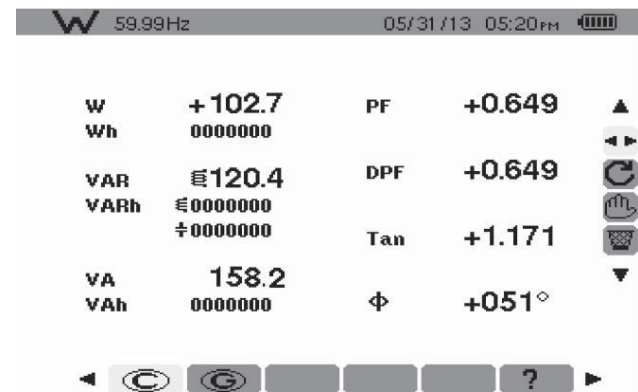 W 59.99Hz 05/31/13 05:20PM
W +102.7 PF +0.649
Wh 0000000
VAR 120.4 DPF +0.649
VARh 0000000
0000000 Tan +1.171
VA 158.2
VAh 0000000 Φ +051°
C G ?